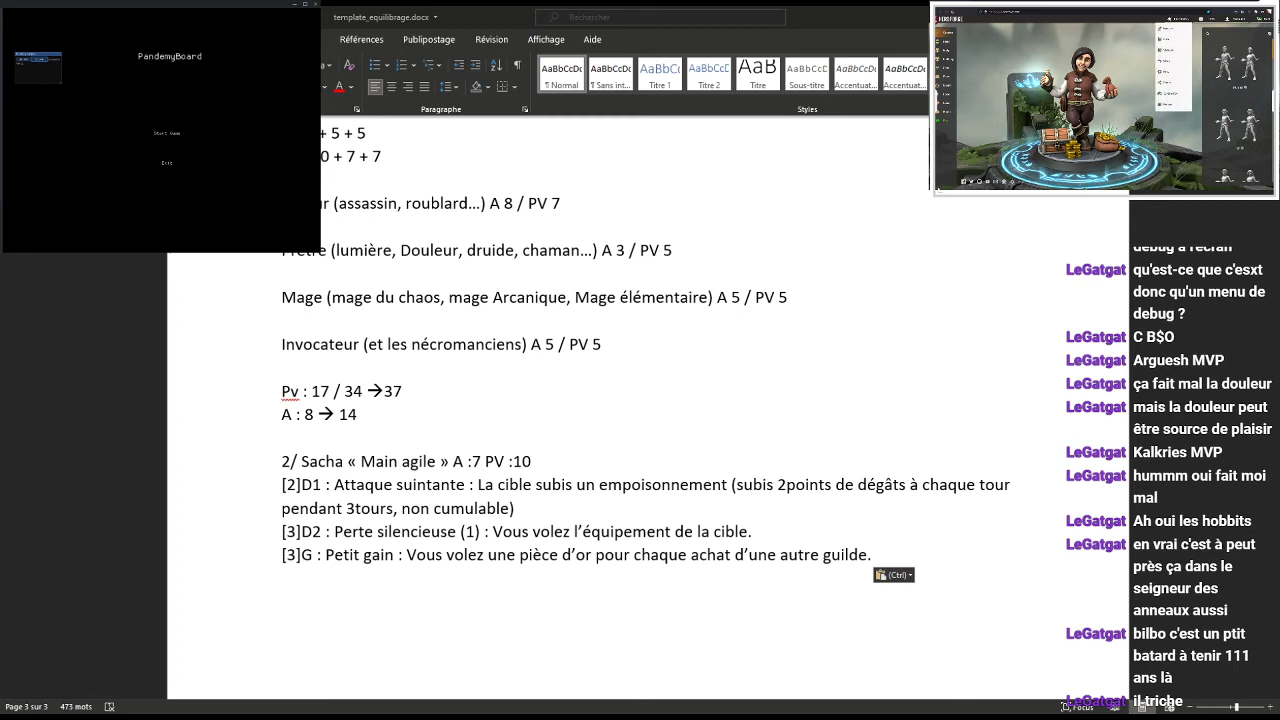 template_equilibrage.docx
Rechercher
Références
Publipostage
Révision
Affichage
Aide
AaBbCcDc
AaBbCcDc
AaBbC
AaBbCcD
AaB
AaBbCcD
AaBbCcDc
AaBbCcDc
¶ Normal
¶ Sans int...
Titre 1
Titre 2
Titre
Sous-titre
Accentuat...
Accentuat...
Paragraphe
Styles
PandemyBoard
Start Game
Exit
HEROFORGE
+ 5 + 5
0 + 7 + 7
(assassin, roublard...) A 8 / PV 7
(lumière, Douleur, druide, chaman...) A 3 / PV 5
Mage (mage du chaos, mage Arcanique, Mage élémentaire) A 5 / PV 5
Invocateur (et les nécromanciens) A 5 / PV 5
Pv : 17 / 34 →37
A : 8 → 14
2/ Sacha « Main agile » A :7 PV :10
[2]D1 : Attaque suitante : La cible subis un empoisonnement (subis 2points de dégâts à chaque tour
pendant 3tours, non cumulable)
[3]D2 : Perte silencieuse (1) : Vous volez l’équipement de la cible.
[3]G : Petit gain : Vous volez une pièce d’or pour chaque achat d’une autre guilde.
(Ctrl)
debug à l'écran
LeGatgat qu'est-ce que c'esxt
donc qu'un menu de
debug ?
LeGatgat C B$O
LeGatgat Arguesh MVP
LeGatgat ça fait mal la douleur
LeGatgat mais la douleur peut
être source de plaisir
LeGatgat Kalkries MVP
LeGatgat hummm oui fait moi
mal
LeGatgat Ah oui les hobbits
LeGatgat en vrai c'est à peut
près ça dans le
seigneur des
anneaux aussi
LeGatgat bilbo c'est un ptit
batard à tenir 111
ans là
LeGatgat il triche
Page 3 sur 3
473 mots
Focus